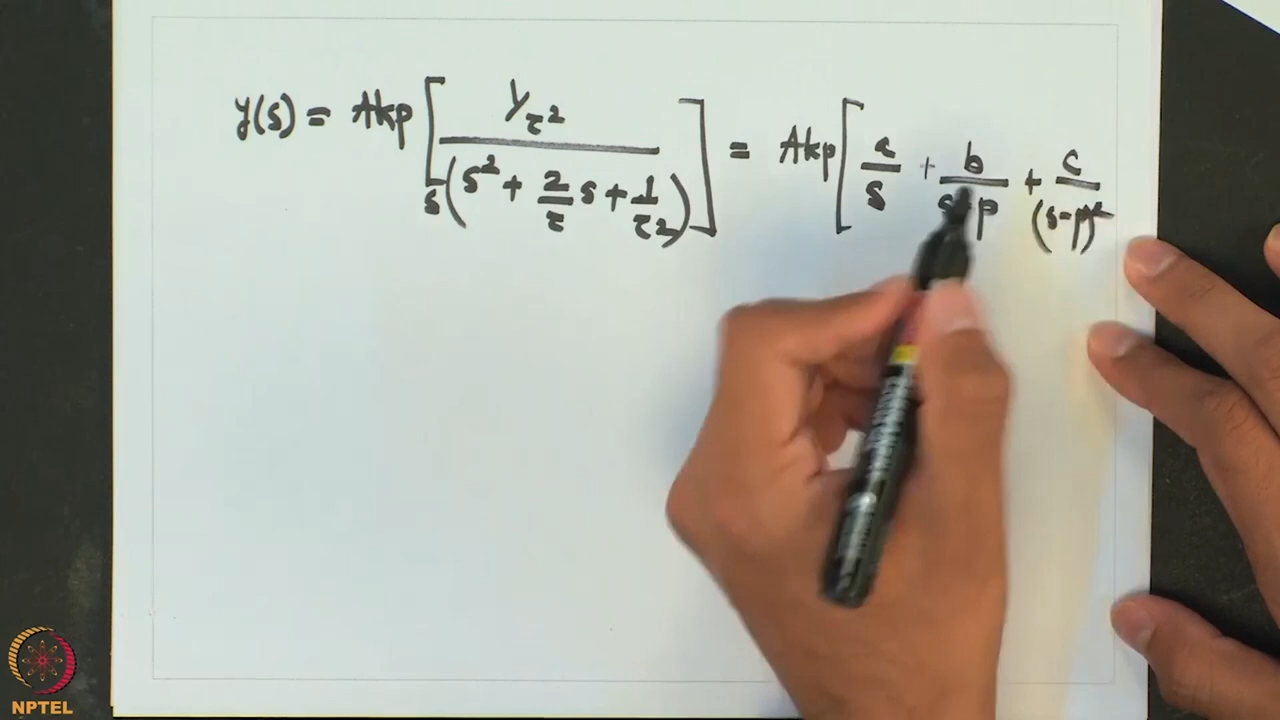 y(s) = Akp [ 1/τ² / s(s² + 2/τ s + 1/τ²) ] = Akp [ a/s + b/s-p + c/(s-p)²
NPTEL